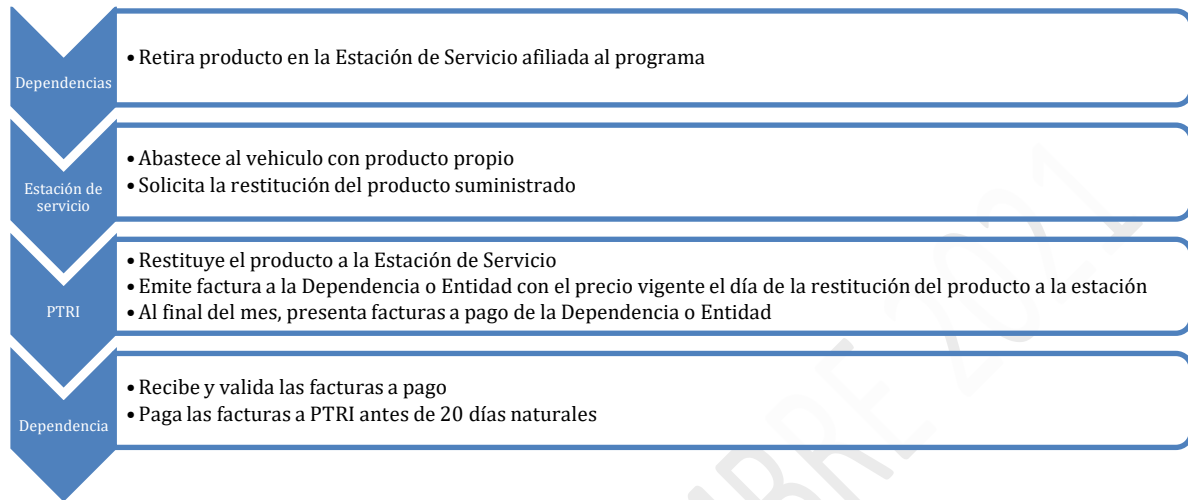 Dependencias
• Retira producto en la Estación de Servicio afiliada al programa
Estación de
servicio
• Abastece al vehiculo con producto propio
• Solicita la restitución del producto suministrado
PTRI
• Restituye el producto a la Estación de Servicio
• Emite factura a la Dependencia o Entidad con el precio vigente el día de la restitución del producto a la estación
• Al final del mes, presenta facturas a pago de la Dependencia o Entidad
Dependencia
• Recibe y valida las facturas a pago
• Paga las facturas a PTRI antes de 20 días naturales
2021